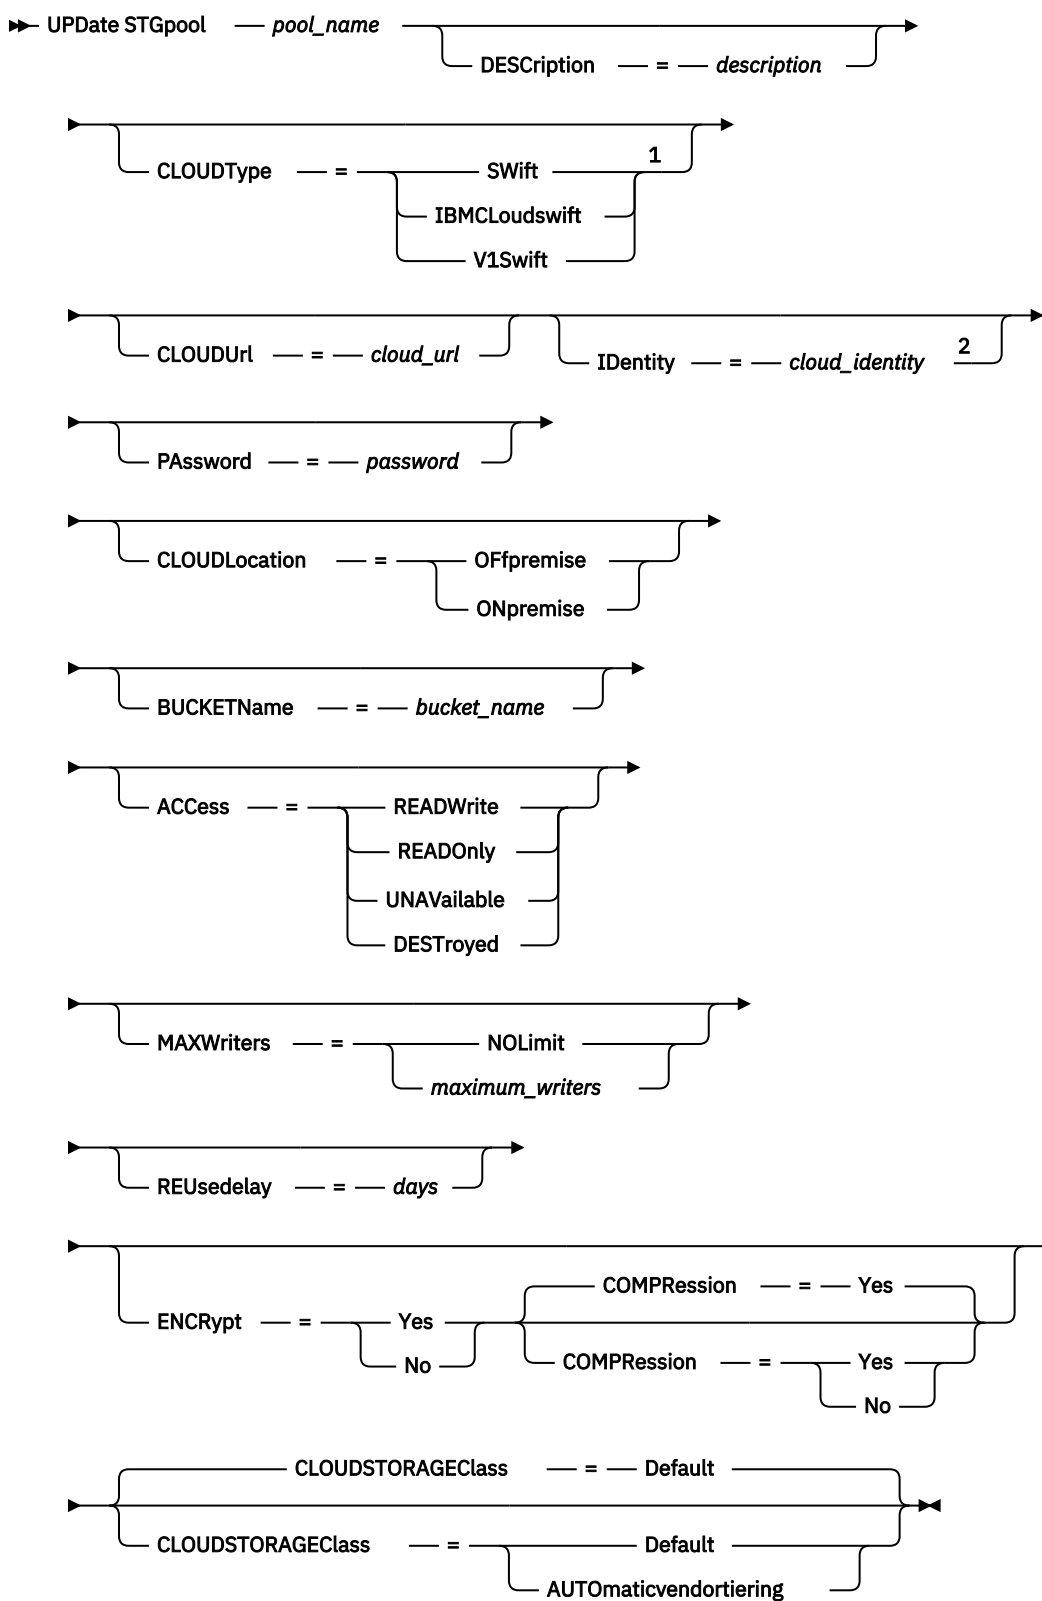 UPDate STGpool pool_name
DESCription = description
CLOUDType = SWift 1
IBMCLoudswift
V1Swift
CLOUDUrl = cloud_url IDentity = cloud_identity 2
PAssword = password
CLOUDLocation = OFfpremise
ONpremise
BUCKETName = bucket_name
ACCess = READWrite
READOnly
UNAVailable
DESTroyed
MAXWriters = NOLimit
maximum_writers
REUsedelay = days
COMPRession = Yes
ENCRypt = Yes
No
COMPRession = Yes
No
CLOUDSTORAGEClass = Default
CLOUDSTORAGEClass = Default
AUTOmaticvendortiering